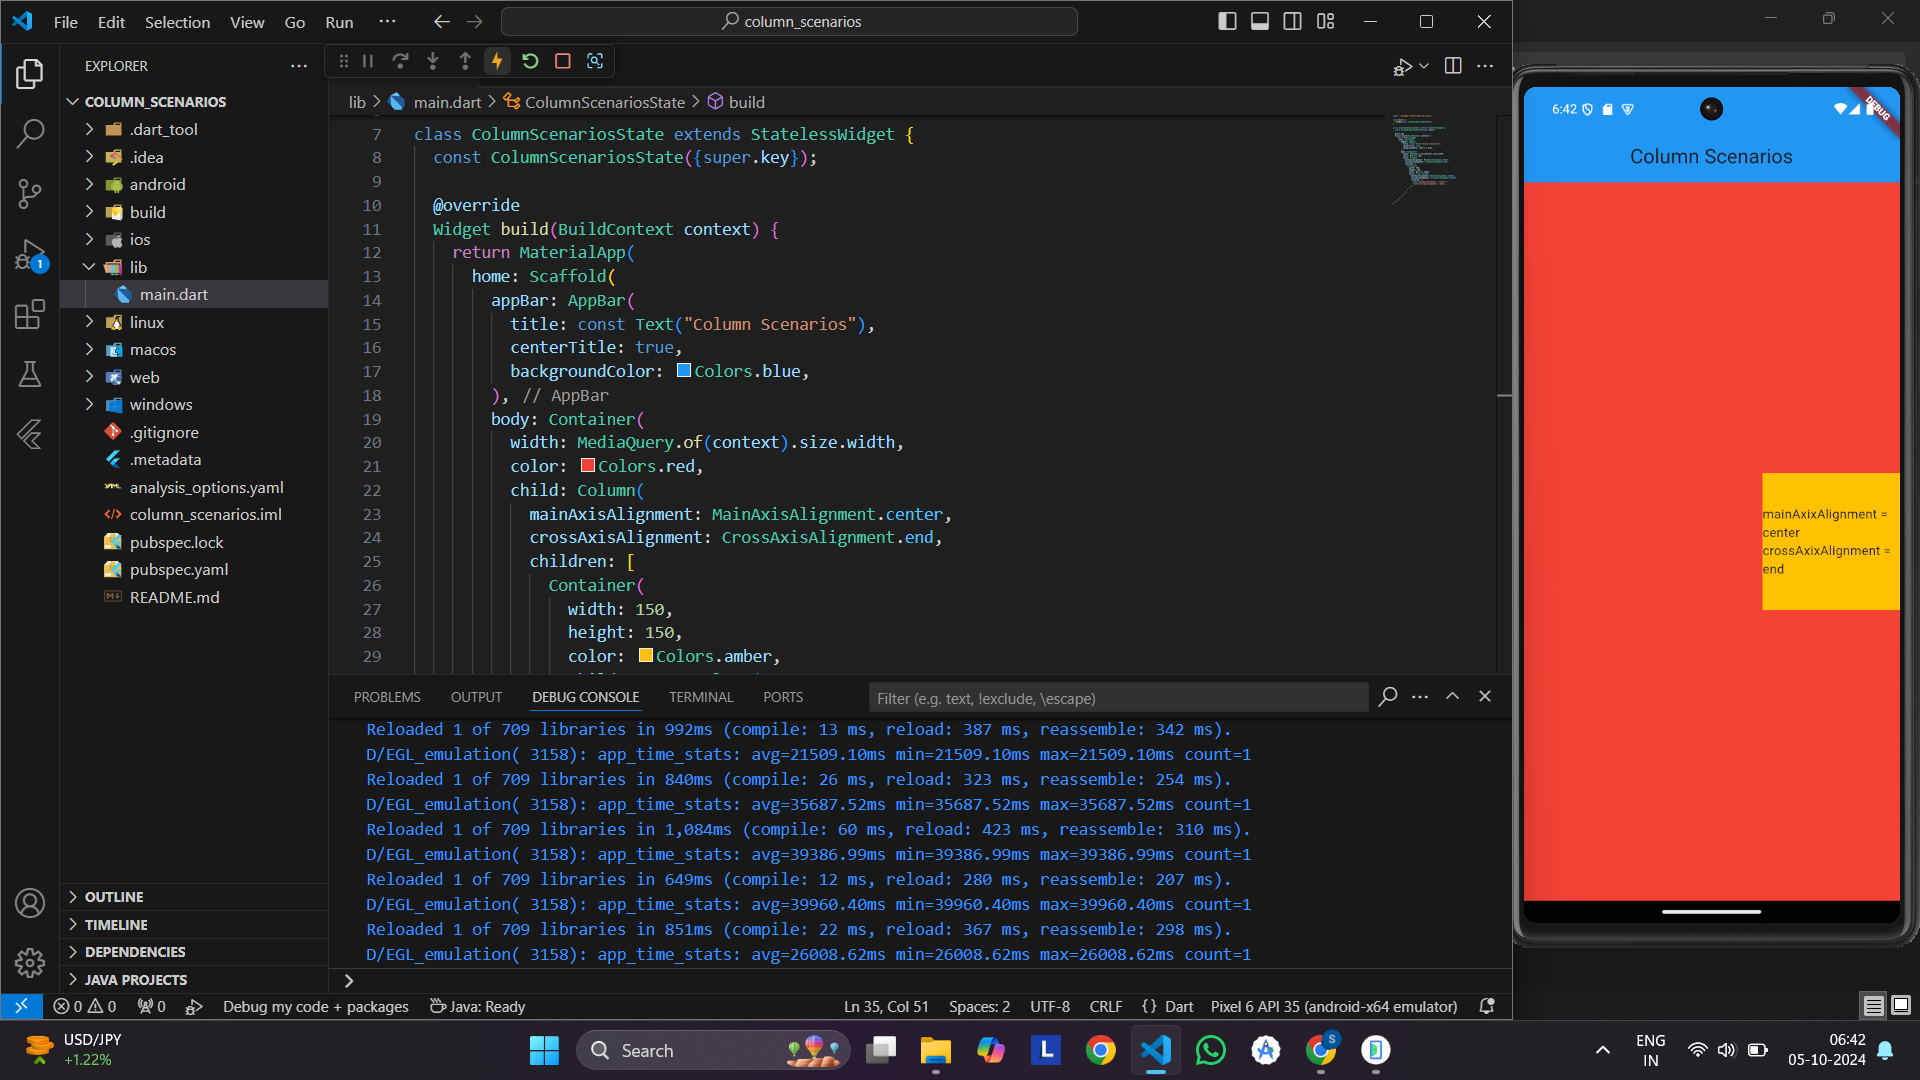 File Edit Selection View Go Run ...
column_scenarios
EXPLORER
COLUMN_SCENARIOS
.dart_tool
.idea
android
build
ios
lib
main.dart
linux
macos
web
windows
.gitignore
.metadata
analysis_options.yaml
column_scenarios.iml
pubspec.lock
pubspec.yaml
README.md
OUTLINE
TIMELINE
DEPENDENCIES
JAVA PROJECTS
lib > main.dart > ColumnScenariosState > build
7 class ColumnScenariosState extends StatelessWidget {
8 const ColumnScenariosState({super.key});
9
10 @override
11 Widget build(BuildContext context) {
12 return MaterialApp(
13 home: Scaffold(
14 appBar: AppBar(
15 title: const Text("Column Scenarios"),
16 centerTitle: true,
17 backgroundColor: Colors.blue,
18 ), // AppBar
19 body: Container(
20 width: MediaQuery.of(context).size.width,
21 color: Colors.red,
22 child: Column(
23 mainAxisAlignment: MainAxisAlignment.center,
24 crossAxisAlignment: CrossAxisAlignment.end,
25 children: [
26 Container(
27 width: 150,
28 height: 150,
29 color: Colors.amber,
PROBLEMS OUTPUT DEBUG CONSOLE TERMINAL PORTS
Filter (e.g. text, !exclude, \escape)
Reloaded 1 of 709 libraries in 992ms (compile: 13 ms, reload: 387 ms, reassemble: 342 ms).
D/EGL_emulation( 3158): app_time_stats: avg=21509.10ms min=21509.10ms max=21509.10ms count=1
Reloaded 1 of 709 libraries in 840ms (compile: 26 ms, reload: 323 ms, reassemble: 254 ms).
D/EGL_emulation( 3158): app_time_stats: avg=35687.52ms min=35687.52ms max=35687.52ms count=1
Reloaded 1 of 709 libraries in 1,084ms (compile: 60 ms, reload: 423 ms, reassemble: 310 ms).
D/EGL_emulation( 3158): app_time_stats: avg=39386.99ms min=39386.99ms max=39386.99ms count=1
Reloaded 1 of 709 libraries in 649ms (compile: 12 ms, reload: 280 ms, reassemble: 207 ms).
D/EGL_emulation( 3158): app_time_stats: avg=39960.40ms min=39960.40ms max=39960.40ms count=1
Reloaded 1 of 709 libraries in 851ms (compile: 22 ms, reload: 367 ms, reassemble: 298 ms).
D/EGL_emulation( 3158): app_time_stats: avg=26008.62ms min=26008.62ms max=26008.62ms count=1
0 0 0 Debug my code + packages Java: Ready
Ln 35, Col 51 Spaces: 2 UTF-8 CRLF {} Dart Pixel 6 API 35 (android-x64 emulator)
6:42
DEBUG
Column Scenarios
mainAxixAlignment =
center
crossAxixAlignment =
end
USD/JPY
+1.22%
Search
ENG
IN
06:42
05-10-2024